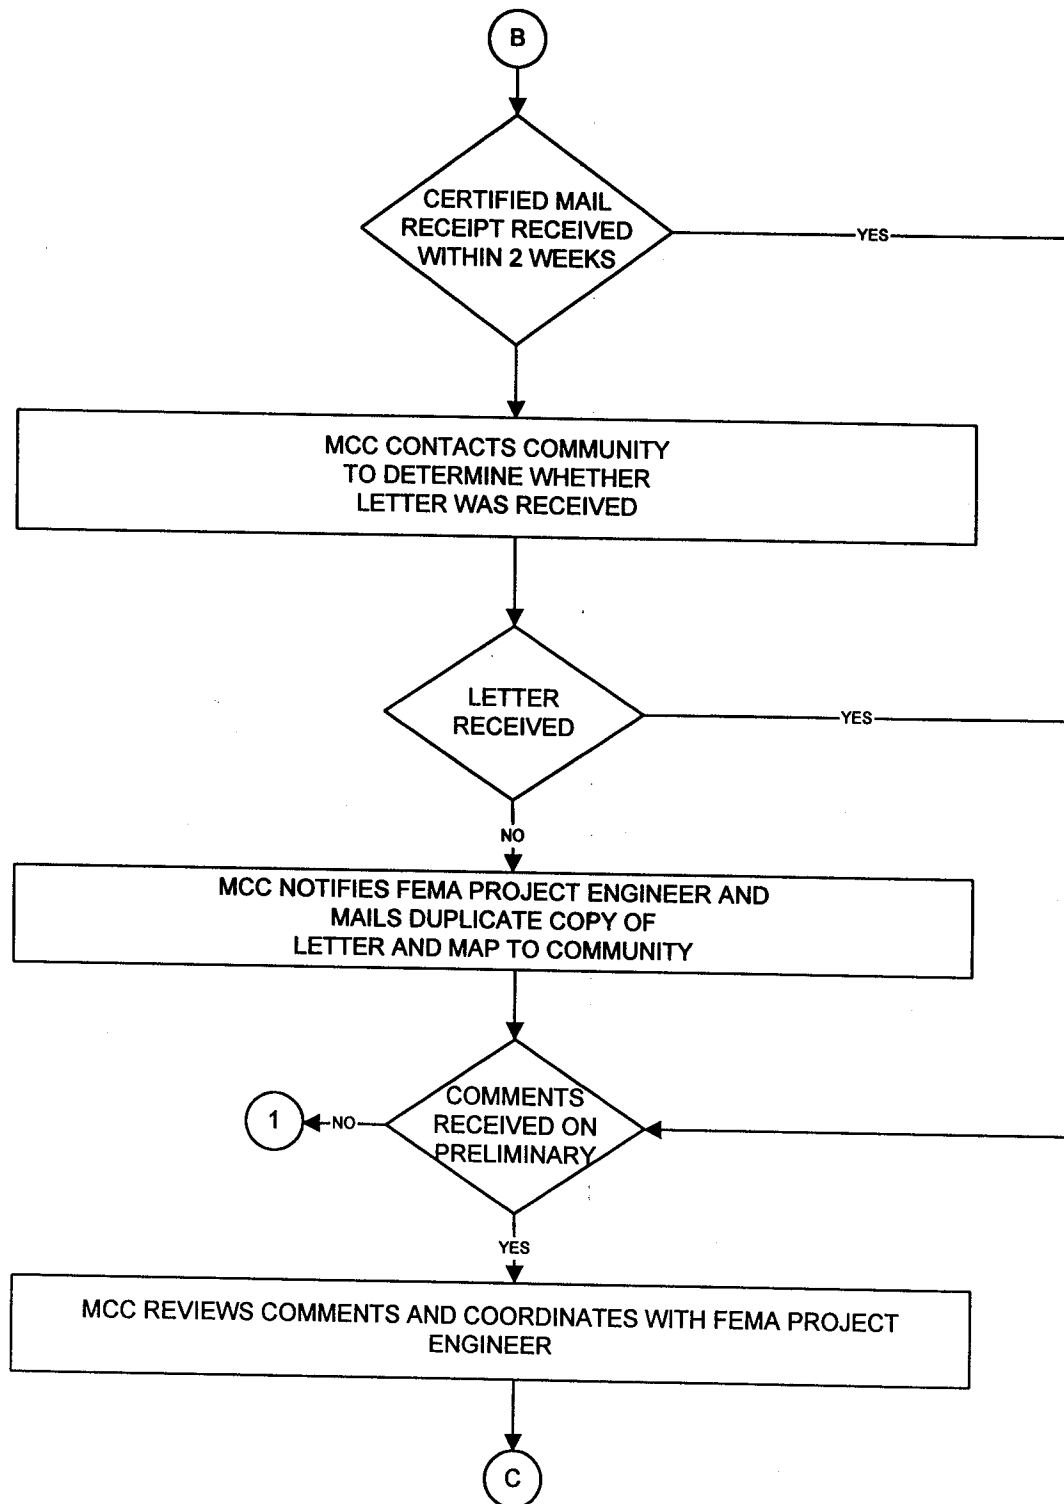 B
CERTIFIED MAIL
RECEIPT RECEIVED
WITHIN 2 WEEKS
YES
MCC CONTACTS COMMUNITY
TO DETERMINE WHETHER
LETTER WAS RECEIVED
LETTER
RECEIVED
YES
NO
MCC NOTIFIES FEMA PROJECT ENGINEER AND
MAILS DUPLICATE COPY OF
LETTER AND MAP TO COMMUNITY
COMMENTS
RECEIVED ON
PRELIMINARY
NO
1
YES
MCC REVIEWS COMMENTS AND COORDINATES WITH FEMA PROJECT
ENGINEER
C